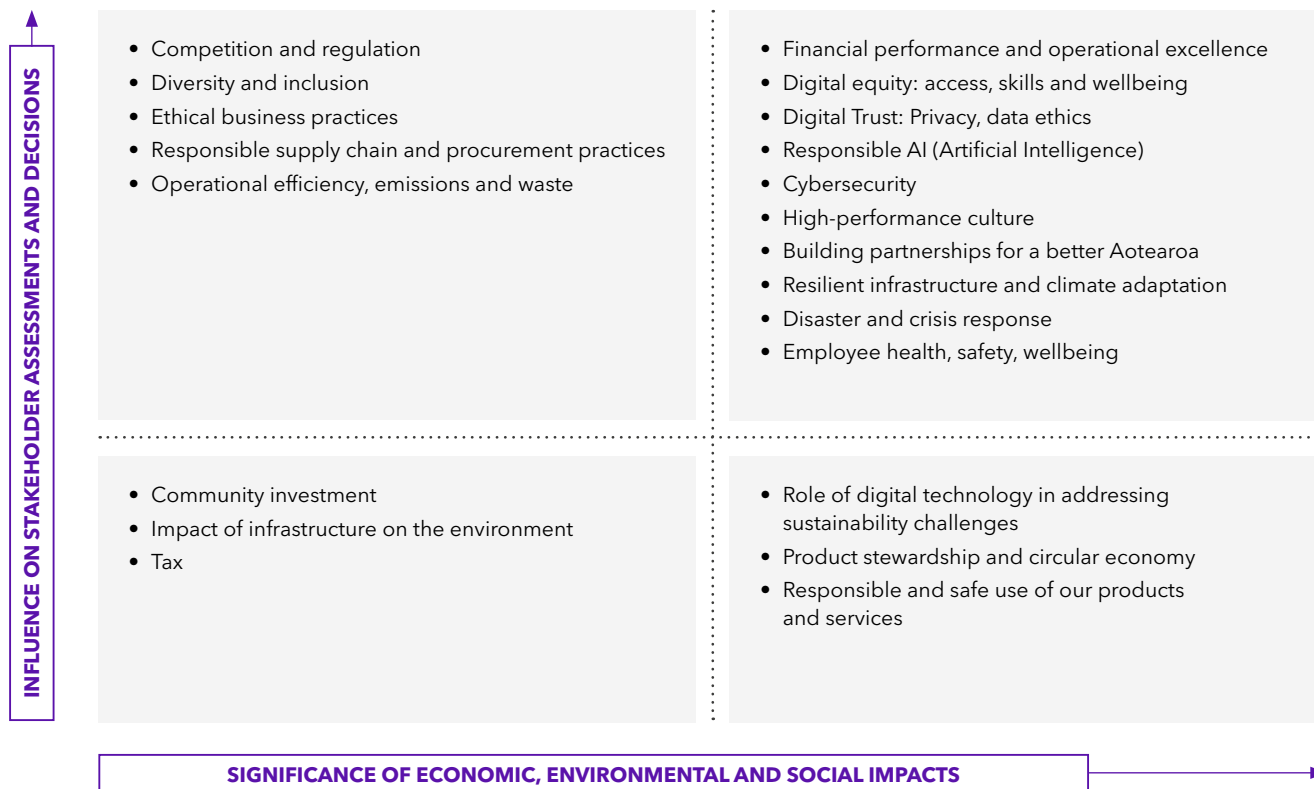 INFLUENCE ON STAKEHOLDER ASSESSMENTS AND DECISIONS
• Competition and regulation
• Diversity and inclusion
• Ethical business practices
• Responsible supply chain and procurement practices
• Operational efficiency, emissions and waste
• Financial performance and operational excellence
• Digital equity: access, skills and wellbeing
• Digital Trust: Privacy, data ethics
• Responsible AI (Artificial Intelligence)
• Cybersecurity
• High-performance culture
• Building partnerships for a better Aotearoa
• Resilient infrastructure and climate adaptation
• Disaster and crisis response
• Employee health, safety, wellbeing
• Community investment
• Impact of infrastructure on the environment
• Tax
• Role of digital technology in addressing
sustainability challenges
• Product stewardship and circular economy
• Responsible and safe use of our products
and services
SIGNIFICANCE OF ECONOMIC, ENVIRONMENTAL AND SOCIAL IMPACTS